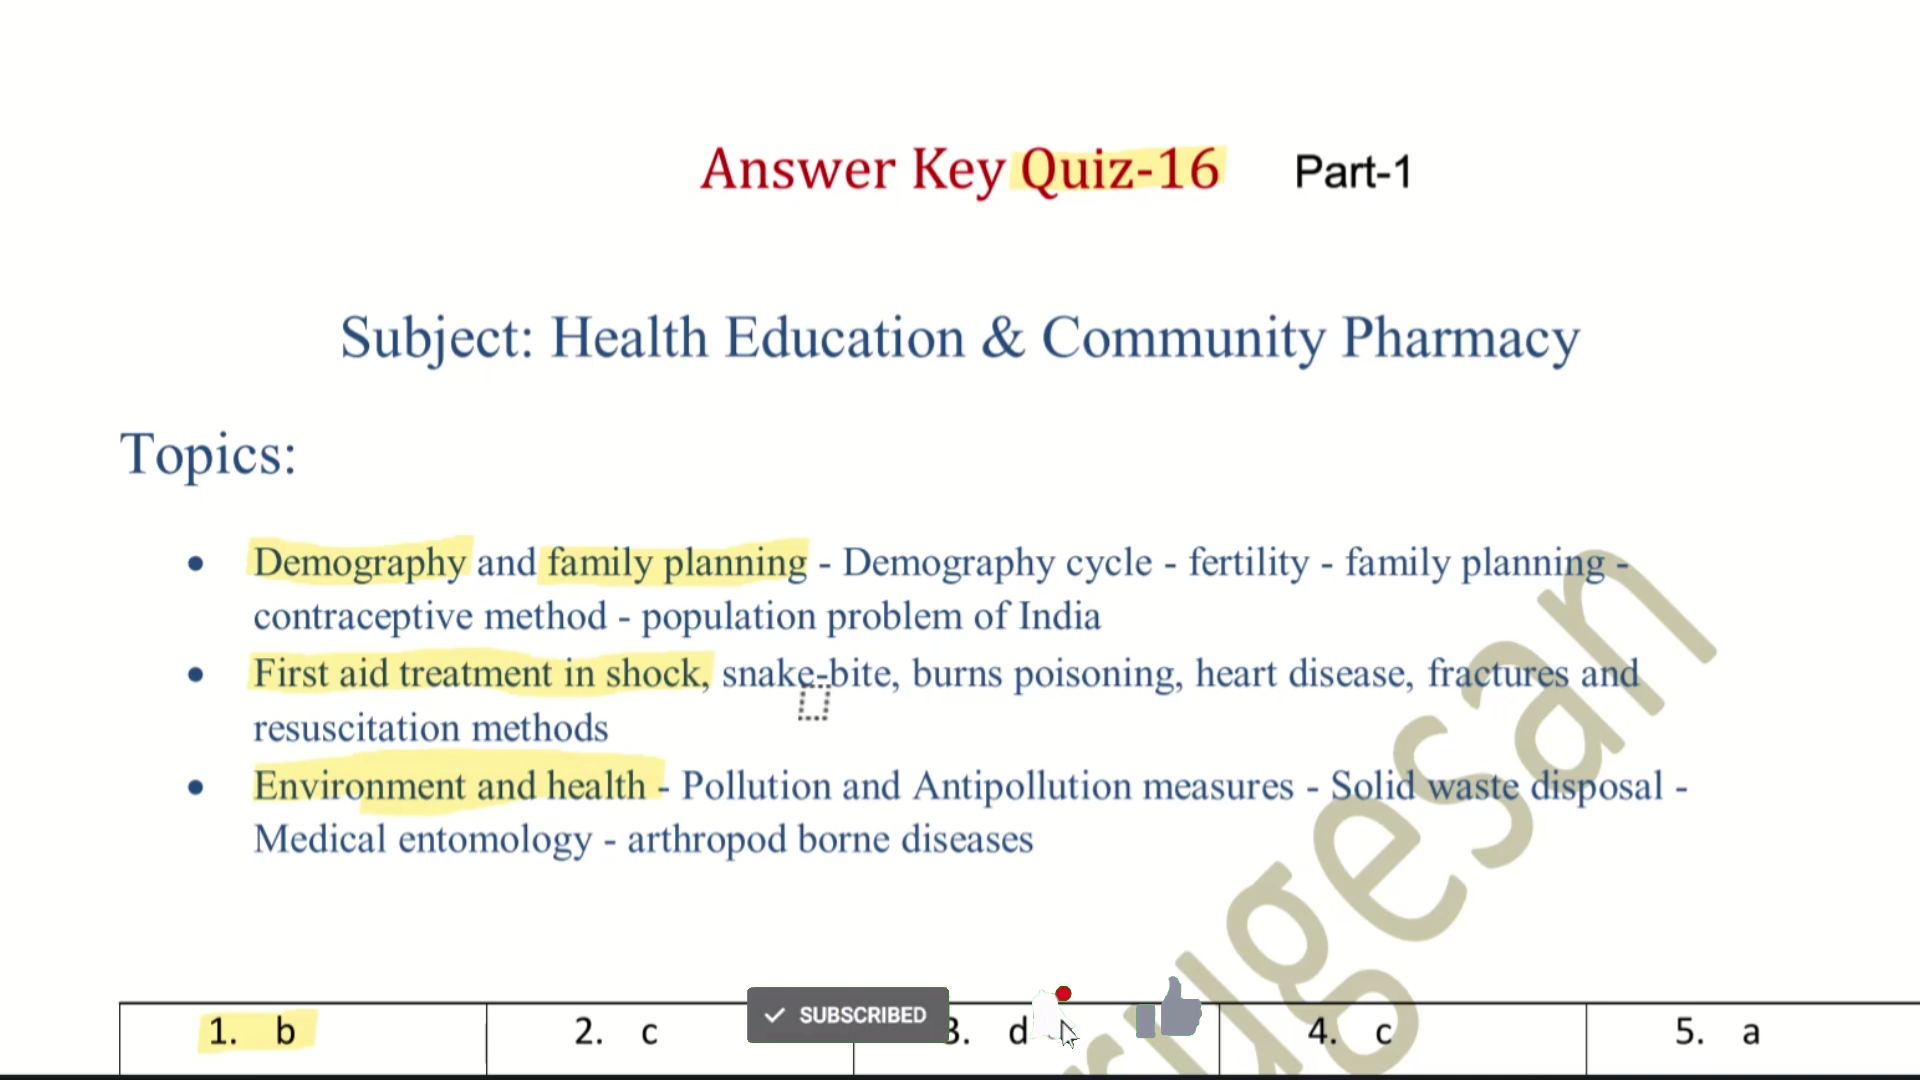 Answer Key Quiz-16 Part-1
Subject: Health Education & Community Pharmacy
Topics:
• Demography and family planning - Demography cycle - fertility - family planning -
contraceptive method - population problem of India
• First aid treatment in shock, snake-bite, burns poisoning, heart disease, fractures and
resuscitation methods
• Environment and health - Pollution and Antipollution measures - Solid waste disposal -
Medical entomology - arthropod borne diseases
1. b 2. c 3. d 4. c 5. a
SUBSCRIBED
rugesan